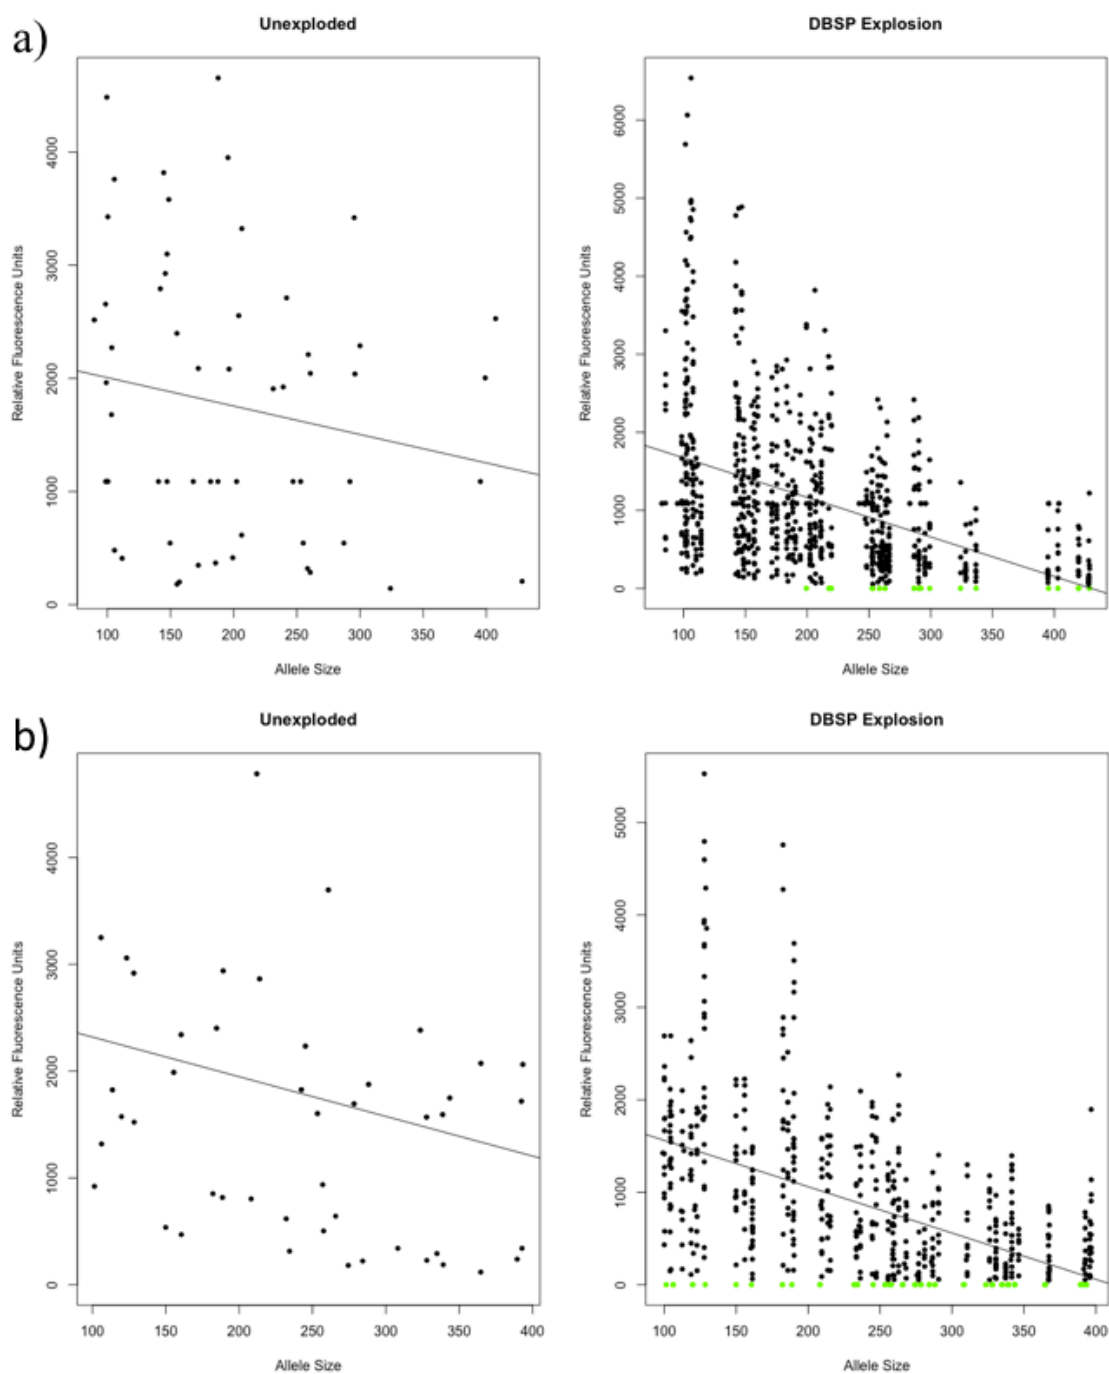 a)
Unexploded
DBSP Explosion
Relative Fluorescence Units
0 1000 2000 3000 4000
100 150 200 250 300 350 400
Allele Size
Relative Fluorescence Units
0 1000 2000 3000 4000 5000 6000
100 150 200 250 300 350 400
Allele Size
b)
Unexploded
DBSP Explosion
Relative Fluorescence Units
0 1000 2000 3000 4000
100 150 200 250 300 350 400
Allele Size
Relative Fluorescence Units
0 1000 2000 3000 4000 5000
100 150 200 250 300 350 400
Allele Size